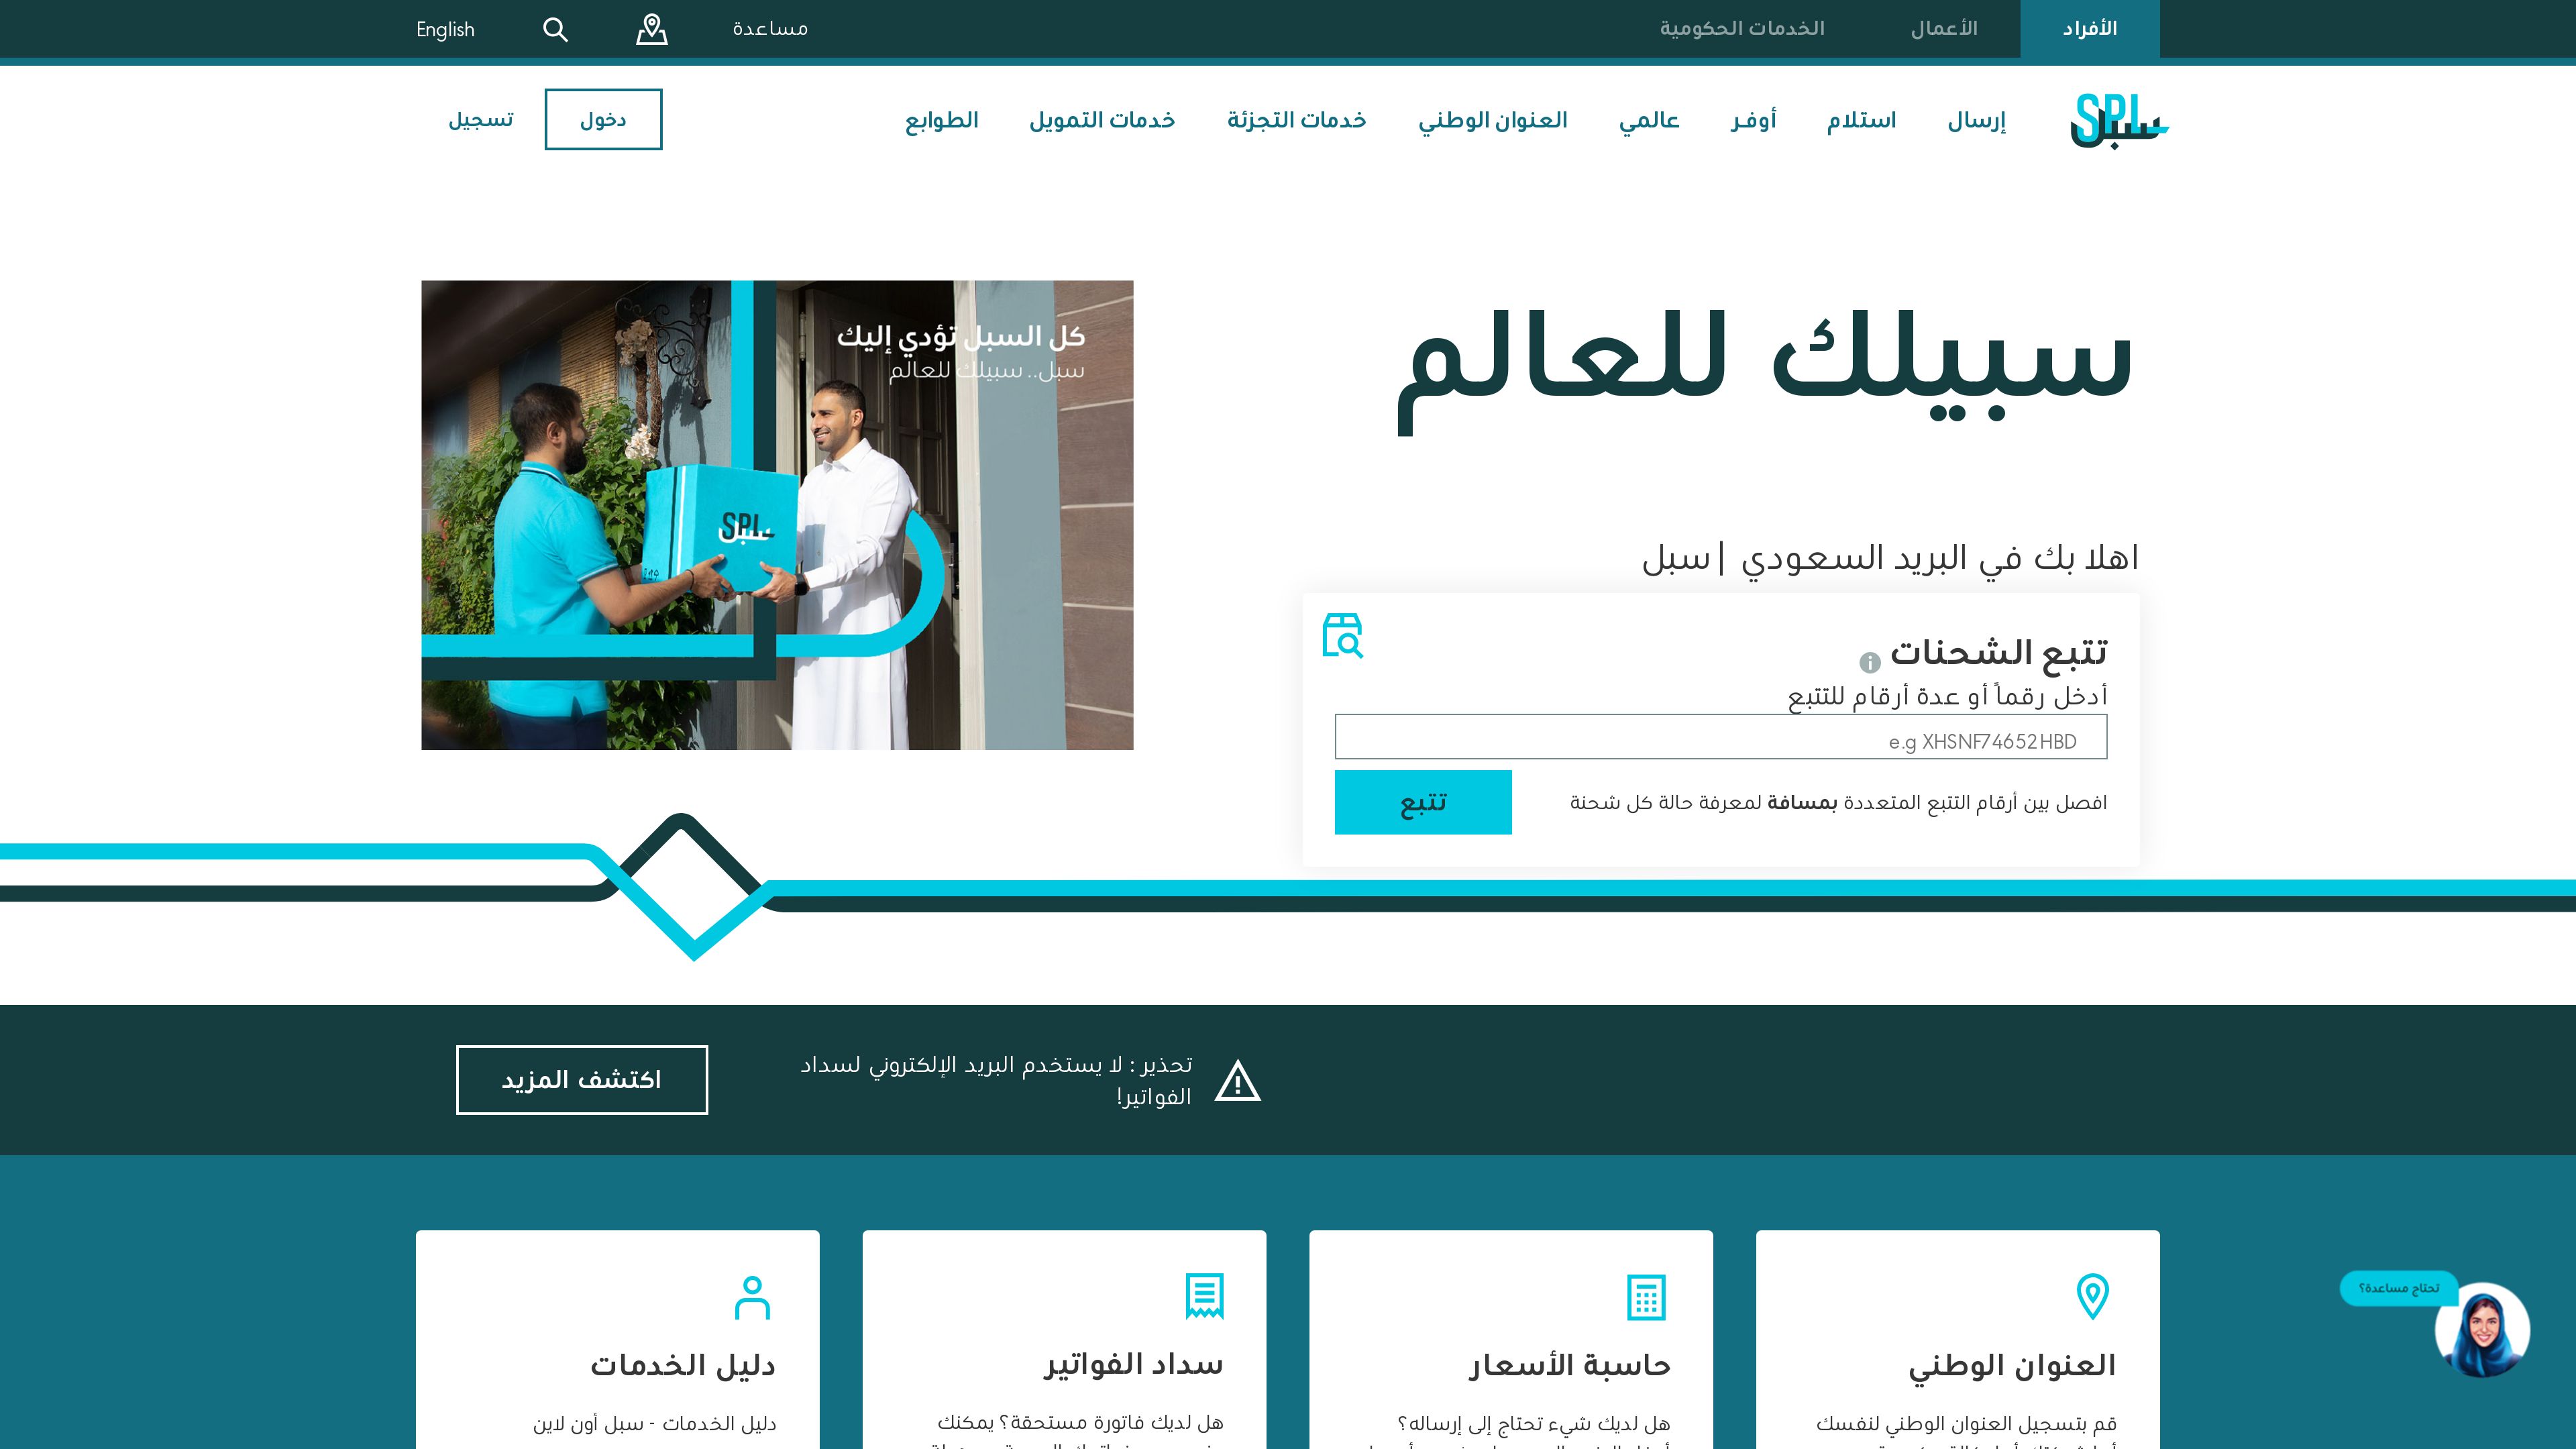 الأفراد
الأعمال
الخدمات الحكومية
مساعدة
English
SPL سبل
إرسال
استلام
أوفر
عالمي
العنوان الوطني
خدمات التجزئة
خدمات التمويل
الطوابع
دخول
تسجيل
سبيلك للعالم
كل السبل تؤدي إليك
سبل.. سبيلك للعالم
SPL سبل
اهلا بك في البريد السعودي | سبل
تتبع الشحنات
أدخل رقماً أو عدة أرقام للتتبع
e.g XHSNF74652HBD
افصل بين أرقام التتبع المتعددة بمسافة لمعرفة حالة كل شحنة
تتبع
تحذير : لا يستخدم البريد الإلكتروني لسداد
الفواتير!
اكتشف المزيد
تحتاج مساعدة؟
العنوان الوطني
قم بتسجيل العنوان الوطني لنفسك
حاسبة الأسعار
هل لديك شيء تحتاج إلى إرساله؟
سداد الفواتير
هل لديك فاتورة مستحقة؟ يمكنك
دليل الخدمات
دليل الخدمات - سبل أون لاين